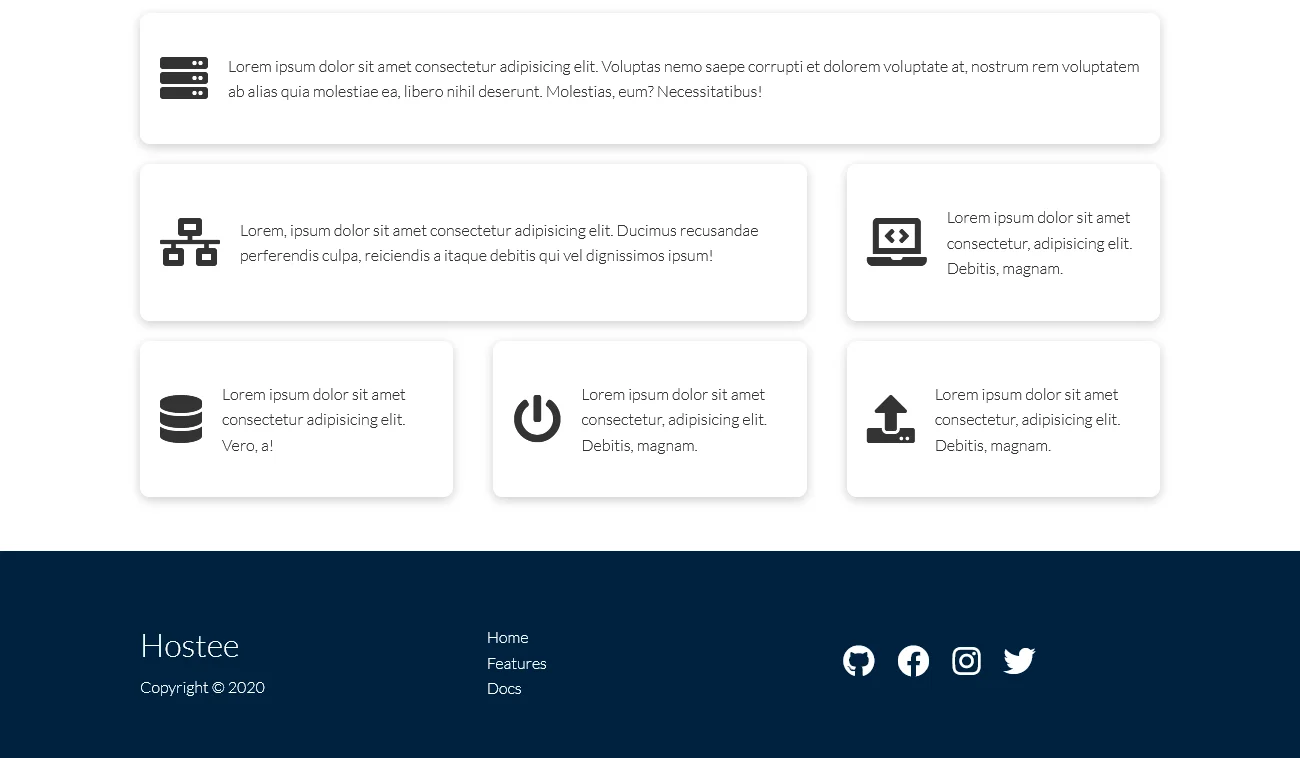 Lorem ipsum dolor sit amet consectetur adipisicing elit. Voluptas nemo saepe corrupti et dolorem voluptate at, nostrum rem voluptatem
ab alias quia molestiae ea, libero nihil deserunt. Molestias, eum? Necessitatibus!
Lorem, ipsum dolor sit amet consectetur adipisicing elit. Ducimus recusandae
perferendis culpa, reiciendis a itaque debitis qui vel dignissimos ipsum!
Lorem ipsum dolor sit amet
consectetur, adipisicing elit.
Debitis, magnam.
Lorem ipsum dolor sit amet
consectetur adipisicing elit.
Vero, a!
Lorem ipsum dolor sit amet
consectetur, adipisicing elit.
Debitis, magnam.
Lorem ipsum dolor sit amet
consectetur, adipisicing elit.
Debitis, magnam.
Hostee
Copyright © 2020
Home
Features
Docs